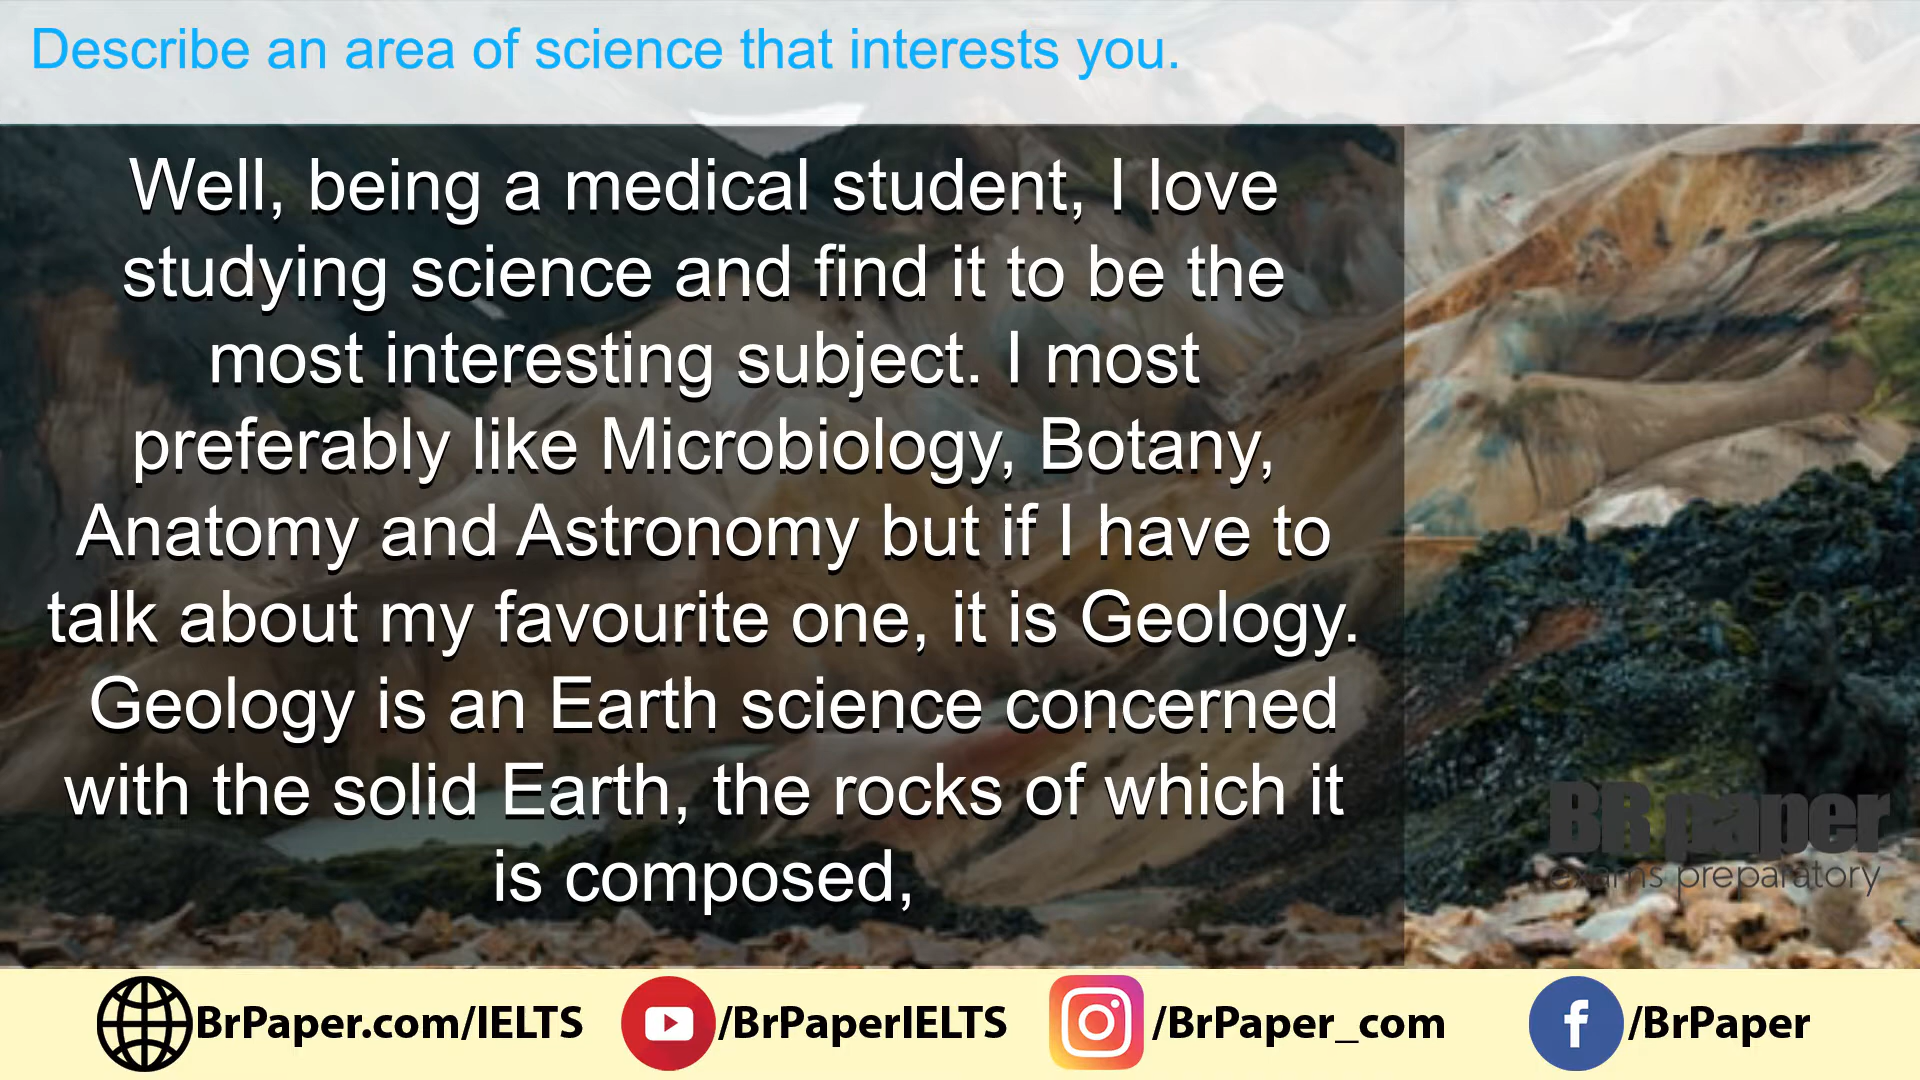 Describe an area of science that interests you.
Well, being a medical student, I love
studying science and find it to be the
most interesting subject. I most
preferably like Microbiology, Botany,
Anatomy and Astronomy but if I have to
talk about my favourite one, it is Geology.
Geology is an Earth science concerned
with the solid Earth, the rocks of which it
is composed,
BR paper
exams preparatory
BrPaper.com/IELTS /BrPaperIELTS /BrPaper_com /BrPaper